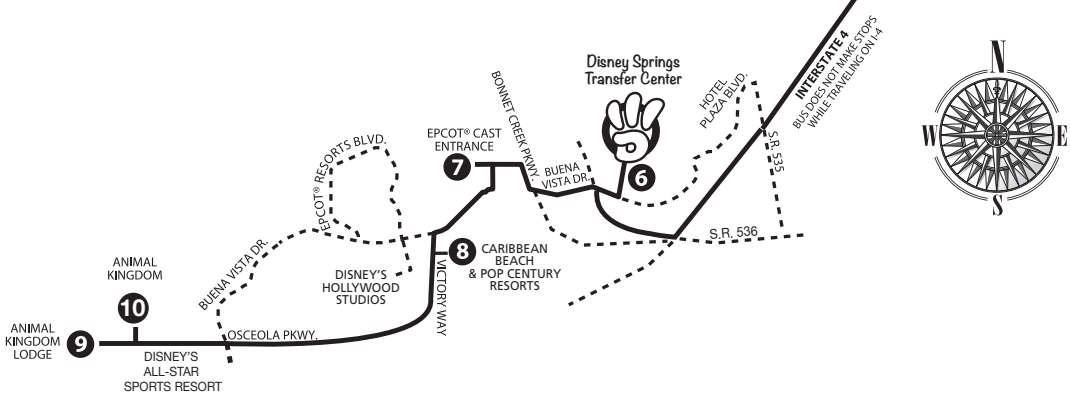 Disney Springs
Transfer Center
6
INTERSTATE 4
BUS DOES NOT MAKE STOPS
WHILE TRAVELING ON I-4
HOTEL
PLAZA BLVD.
S.R. 535
S.R. 536
BONNET CREEK PKWY.
BUENA
VISTA DR.
EPCOT® CAST
ENTRANCE
7
EPCOT® RESORTS BLVD.
8
CARIBBEAN
BEACH
& POP CENTURY
RESORTS
VICTORY WAY
DISNEY'S
HOLLYWOOD
STUDIOS
BUENA VISTA DR.
OSCEOLA PKWY.
ANIMAL
KINGDOM
10
ANIMAL
KINGDOM
LODGE
9
DISNEY'S
ALL-STAR
SPORTS RESORT
N
W
E
S